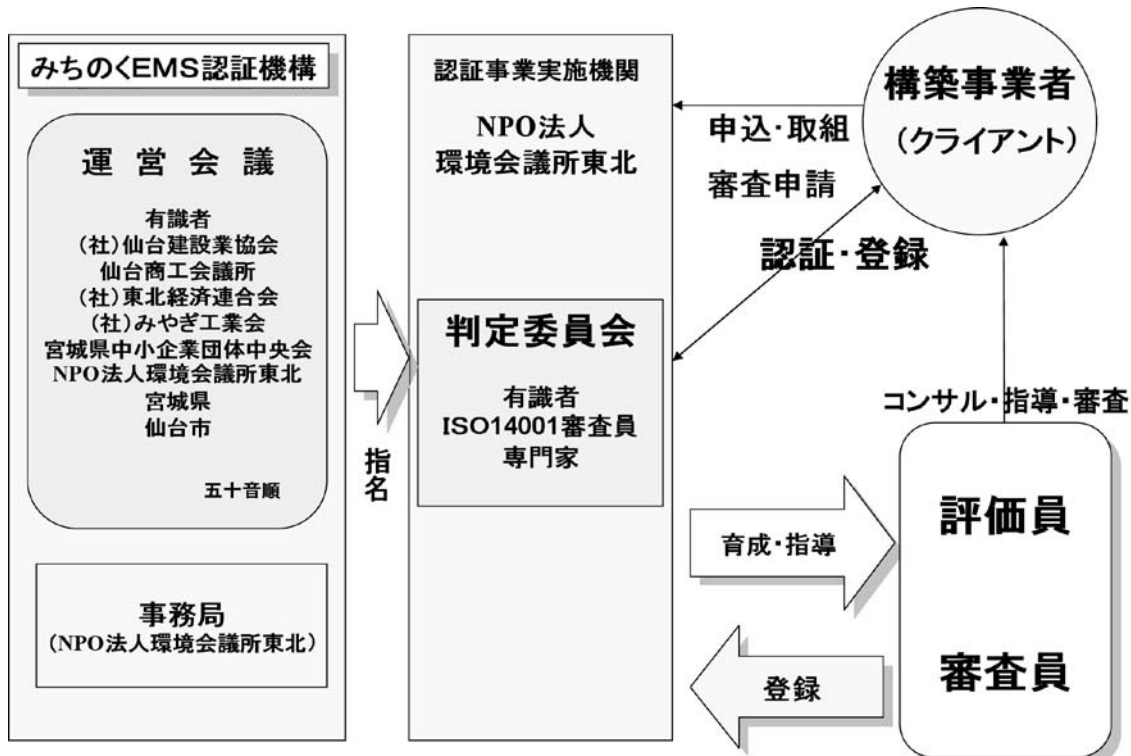 みちのくEMS認証機構
運営会議
有識者
(社)仙台建設業協会
仙台商工会議所
(社)東北経済連合会
(社)みやぎ工業会
宮城県中小企業団体中央会
NPO法人環境会議所東北
宮城県
仙台市
五十音順
事務局
(NPO法人環境会議所東北)
指名
認証事業実施機関
NPO法人
環境会議所東北
判定委員会
有識者
ISO14001審査員
専門家
構築事業者
(クライアント)
申込・取組
審査申請
認証・登録
コンサル・指導・審査
育成・指導
登録
評価員
審査員